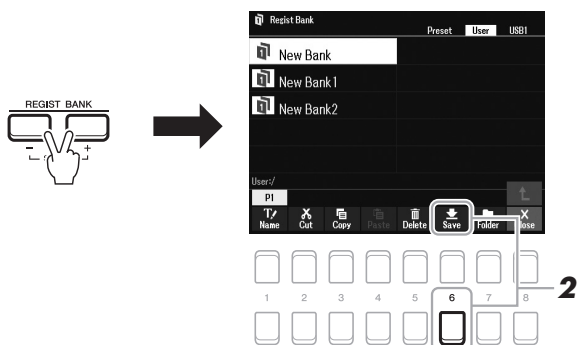 REGIST BANK
- +
Regist Bank
Preset User USB1
New Bank
New Bank1
New Bank2
User:/
P1
Name Cut Copy Paste Delete Save Folder
1 2 3 4 5 6 7 8
2